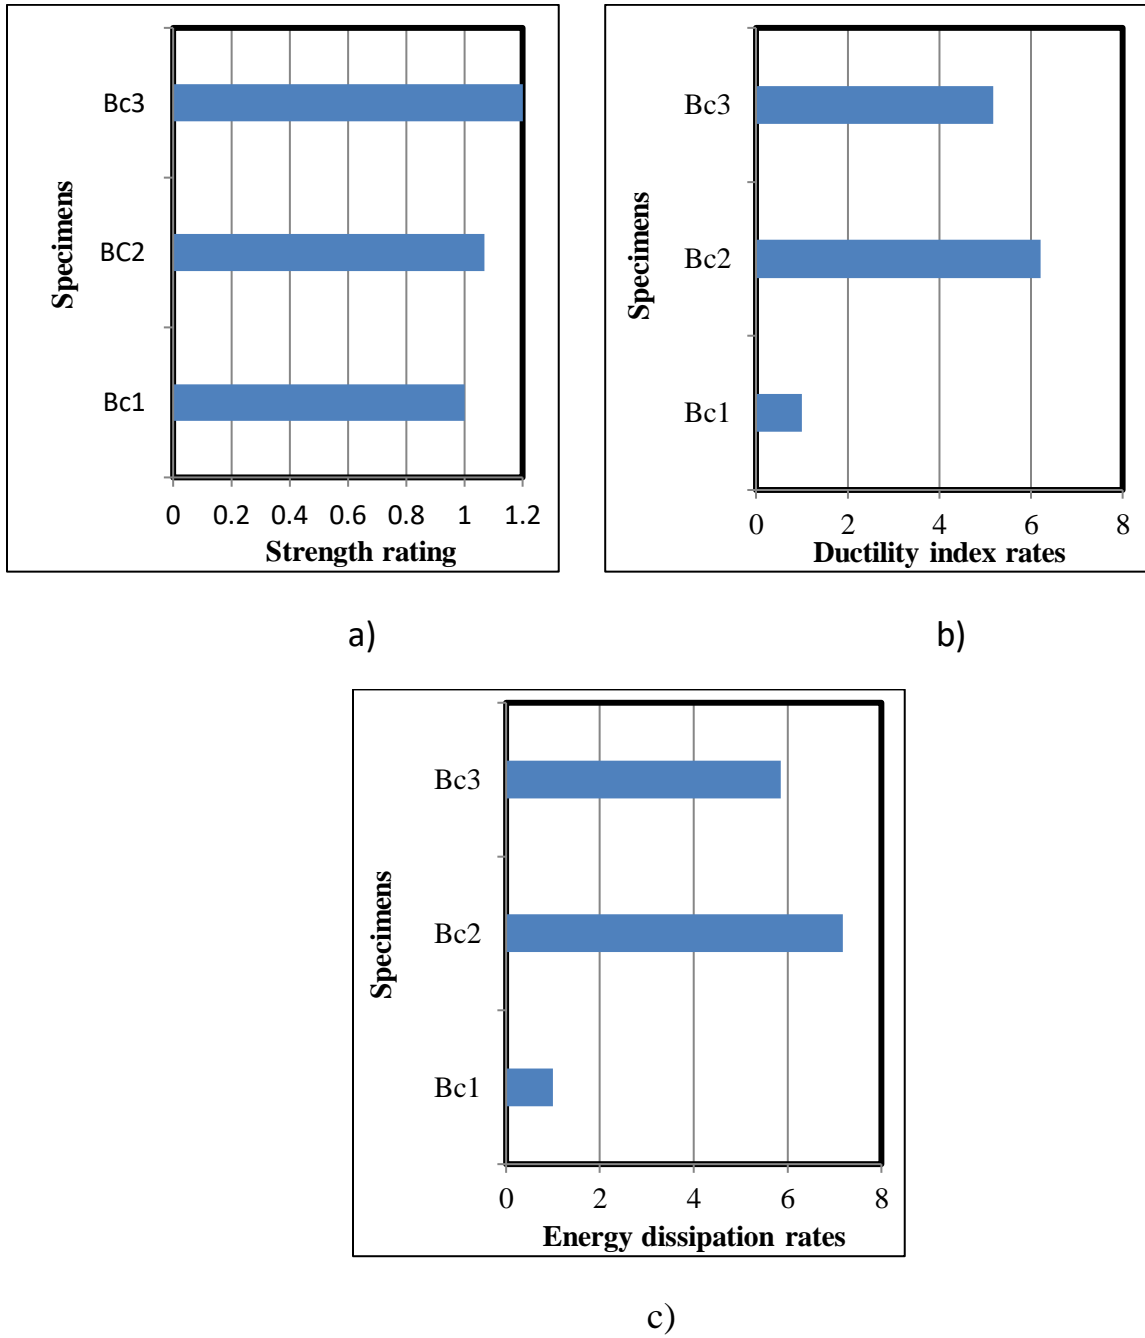 Specimens
Bc3
BC2
Bc1
0 0.2 0.4 0.6 0.8 1 1.2
Strength rating
a)
Specimens
Bc3
Bc2
Bc1
0 2 4 6 8
Ductility index rates
b)
Specimens
Bc3
Bc2
Bc1
0 2 4 6 8
Energy dissipation rates
c)